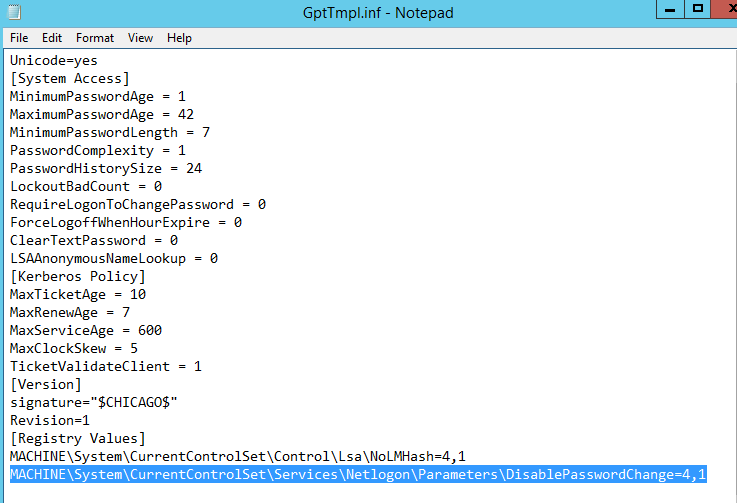 GptTmpl.inf - Notepad
File Edit Format View Help
Unicode=yes
[System Access]
MinimumPasswordAge = 1
MaximumPasswordAge = 42
MinimumPasswordLength = 7
PasswordComplexity = 1
PasswordHistorySize = 24
LockoutBadCount = 0
RequireLogonToChangePassword = 0
ForceLogoffWhenHourExpire = 0
ClearTextPassword = 0
LSAAnonymousNameLookup = 0
[Kerberos Policy]
MaxTicketAge = 10
MaxRenewAge = 7
MaxServiceAge = 600
MaxClockSkew = 5
TicketValidateClient = 1
[Version]
signature="$CHICAGO$"
Revision=1
[Registry Values]
MACHINE\System\CurrentControlSet\Control\Lsa\NoLMHash=4,1
MACHINE\System\CurrentControlSet\Services\Netlogon\Parameters\DisablePasswordChange=4,1